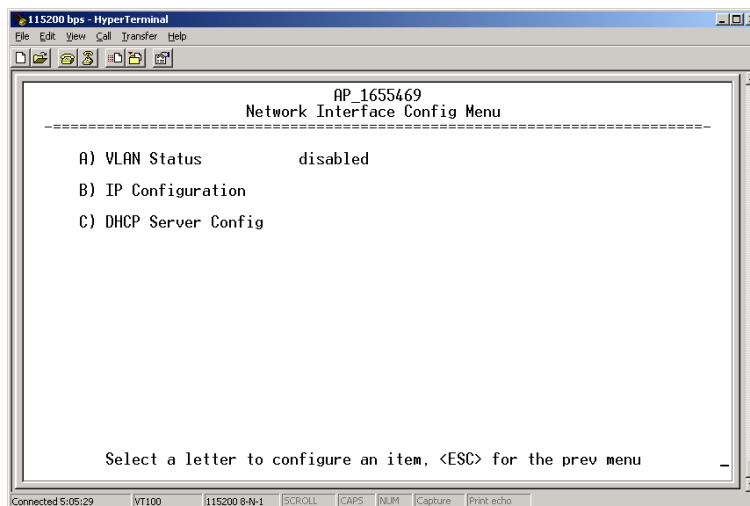 115200 bps - HyperTerminal
File Edit View Call Transfer Help
AP_1655469
Network Interface Config Menu
-=========================================================================-
A) VLAN Status disabled
B) IP Configuration
C) DHCP Server Config
Select a letter to configure an item, <ESC> for the prev menu
Connected 5:05:29 VT100 115200 8-N-1 SCROLL CAPS NUM Capture Print echo